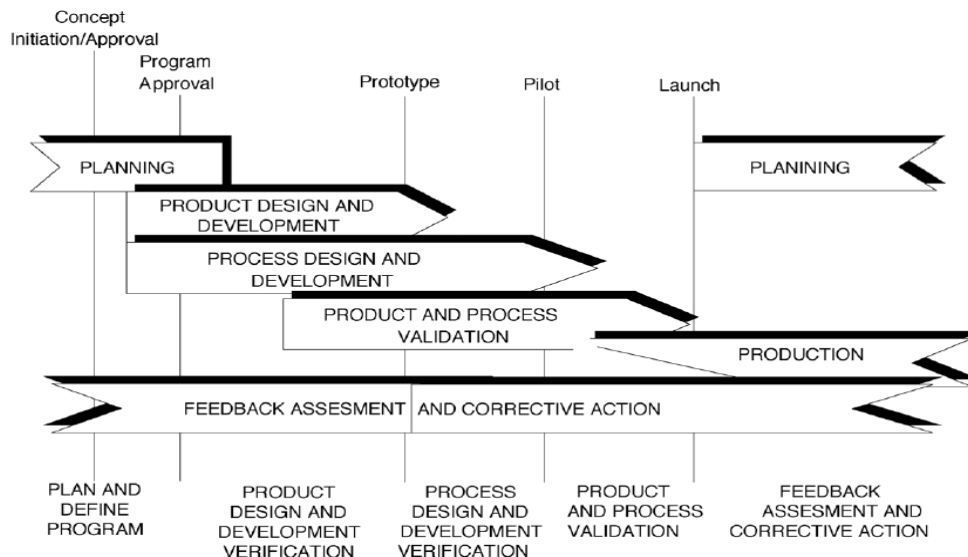 Concept
Initiation/Approval
Program
Approval
Prototype
Pilot
Launch
PLANNING
PLANINING
PRODUCT DESIGN AND
DEVELOPMENT
PROCESS DESIGN AND
DEVELOPMENT
PRODUCT AND PROCESS
VALIDATION
PRODUCTION
FEEDBACK ASSESMENT AND CORRECTIVE ACTION
PLAN AND
DEFINE
PROGRAM
PRODUCT
DESIGN AND
DEVELOPMENT
VERIFICATION
PROCESS
DESIGN AND
DEVELOPMENT
VERIFICATION
PRODUCT
AND PROCESS
VALIDATION
FEEDBACK
ASSESMENT AND
CORRECTIVE ACTION